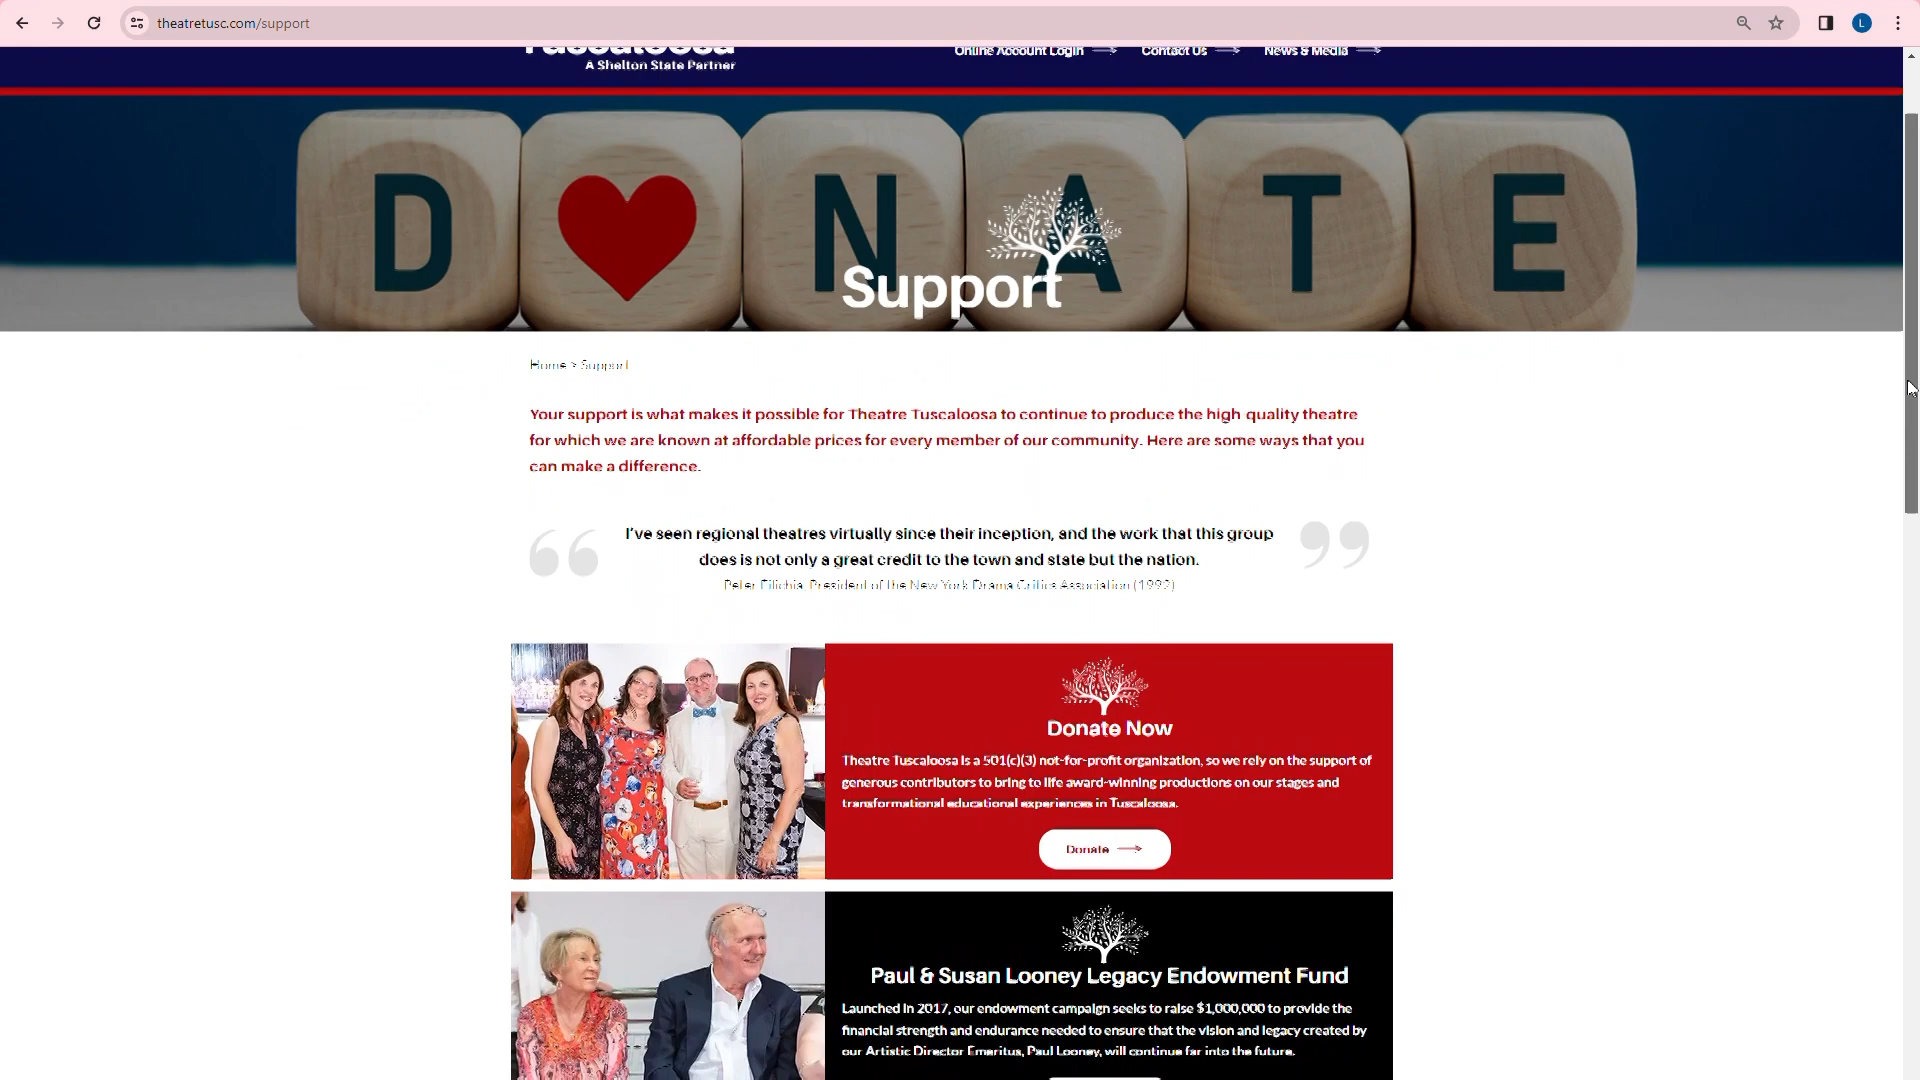 theatretusc.com/support
L
Tuscaloosa
A Shelton State Partner
Online Account Login
Contact Us
News & Media
D N A T E
Support
Home > Support
Your support is what makes it possible for Theatre Tuscaloosa to continue to produce the high-quality theatre
for which we are known at affordable prices for every member of our community. Here are some ways that you
can make a difference.
“ I've seen regional theatres virtually since their inception, and the work that this group ”
does is not only a great credit to the town and state but the nation.
Peter Filichia, President of the New York Drama Critics Association (1992)
Donate Now
Theatre Tuscaloosa is a 501(c)(3) not-for-profit organization, so we rely on the support of
generous contributors to bring to life award-winning productions on our stages and
transformational educational experiences in Tuscaloosa.
Donate
Paul & Susan Looney Legacy Endowment Fund
Launched in 2017, our endowment campaign seeks to raise $1,000,000 to provide the
financial strength and endurance needed to ensure that the vision and legacy created by
our Artistic Director Emeritus, Paul Looney, will continue far into the future.